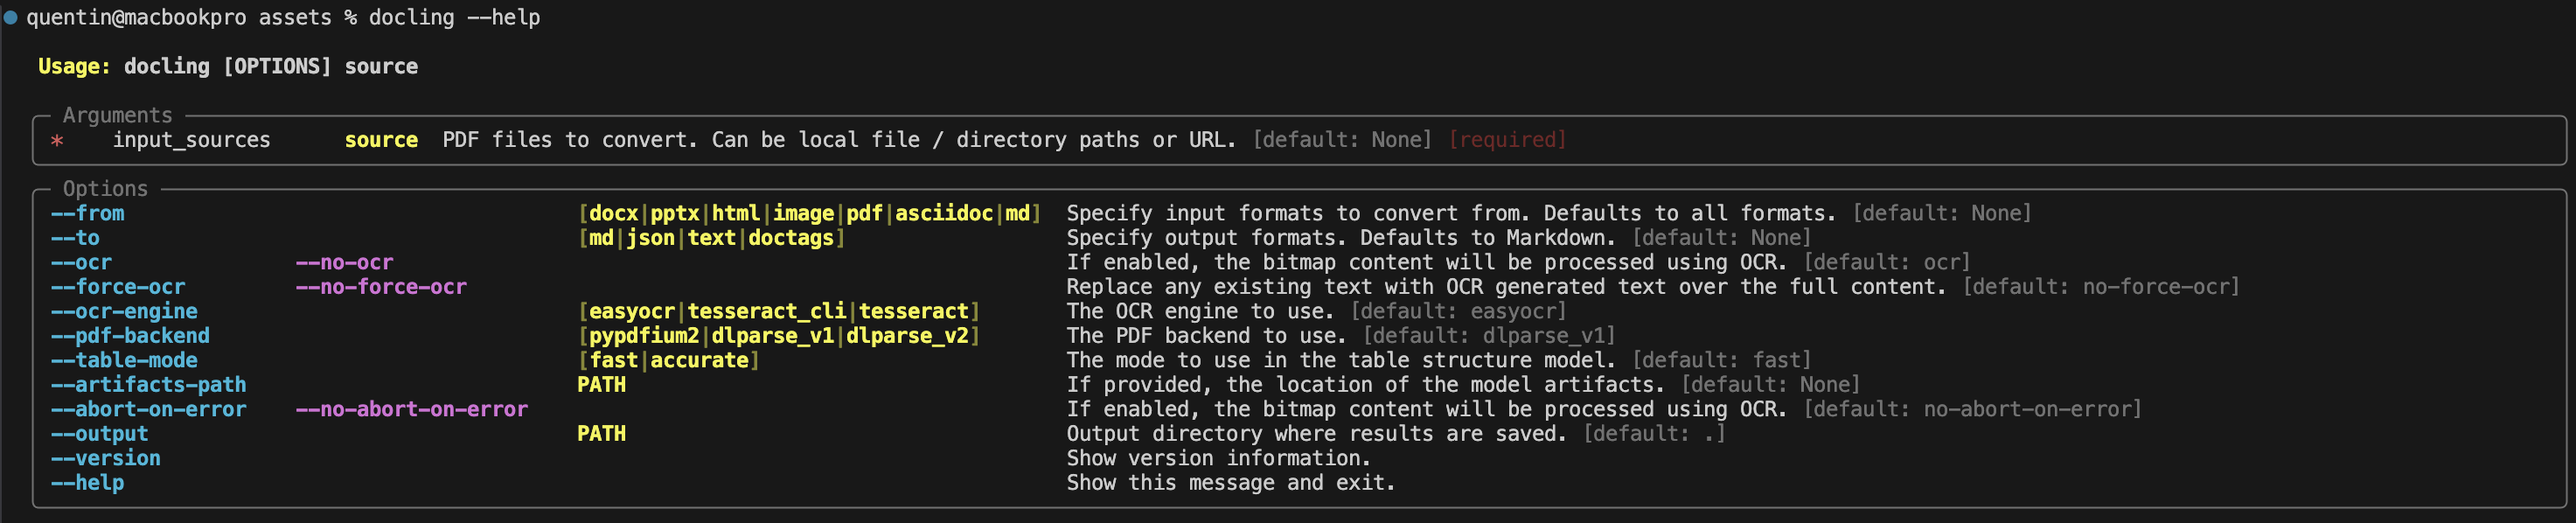 quentin@macbookpro assets % docling --help
Usage: docling [OPTIONS] source
Arguments
* input_sources source PDF files to convert. Can be local file / directory paths or URL. [default: None] [required]
Options
--from [docx|pptx|html|image|pdf|asciidoc|md] Specify input formats to convert from. Defaults to all formats. [default: None]
--to [md|json|text|doctags] Specify output formats. Defaults to Markdown. [default: None]
--ocr --no-ocr If enabled, the bitmap content will be processed using OCR. [default: ocr]
--force-ocr --no-force-ocr Replace any existing text with OCR generated text over the full content. [default: no-force-ocr]
--ocr-engine [easyocr|tesseract_cli|tesseract] The OCR engine to use. [default: easyocr]
--pdf-backend [pypdfium2|dlparse_v1|dlparse_v2] The PDF backend to use. [default: dlparse_v1]
--table-mode [fast|accurate] The mode to use in the table structure model. [default: fast]
--artifacts-path PATH If provided, the location of the model artifacts. [default: None]
--abort-on-error --no-abort-on-error If enabled, the bitmap content will be processed using OCR. [default: no-abort-on-error]
--output PATH Output directory where results are saved. [default: .]
--version Show version information.
--help Show this message and exit.